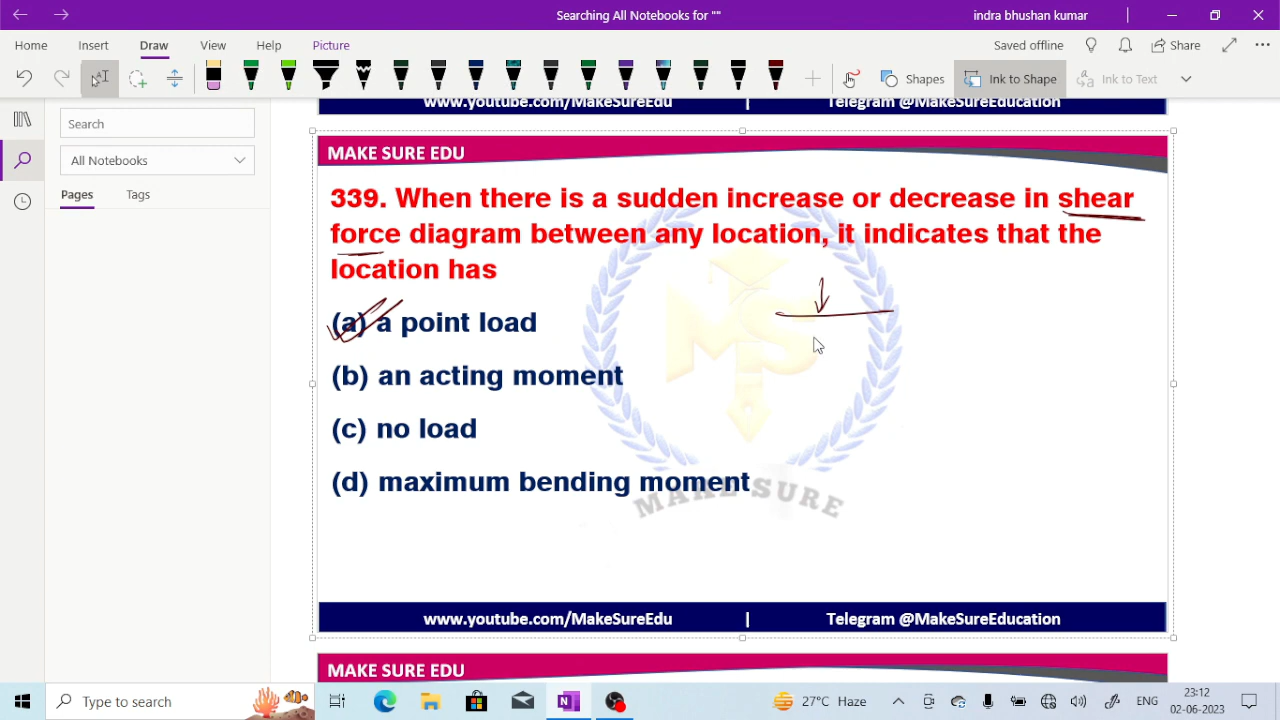 Searching All Notebooks for ""
indra bhushan kumar
Home Insert Draw View Help Picture
Saved offline
Share
Shapes
Ink to Shape
Ink to Text
Search
All Notebooks
Pages Tags
www.youtube.com/MakeSureEdu | Telegram @MakeSureEducation
MAKE SURE EDU
339. When there is a sudden increase or decrease in shear
force diagram between any location, it indicates that the
location has
(a) a point load
(b) an acting moment
(c) no load
(d) maximum bending moment
MS
MAKE SURE
www.youtube.com/MakeSureEdu | Telegram @MakeSureEducation
MAKE SURE EDU
Type to search
27°C Haze
ENG
23:12
02-06-2023